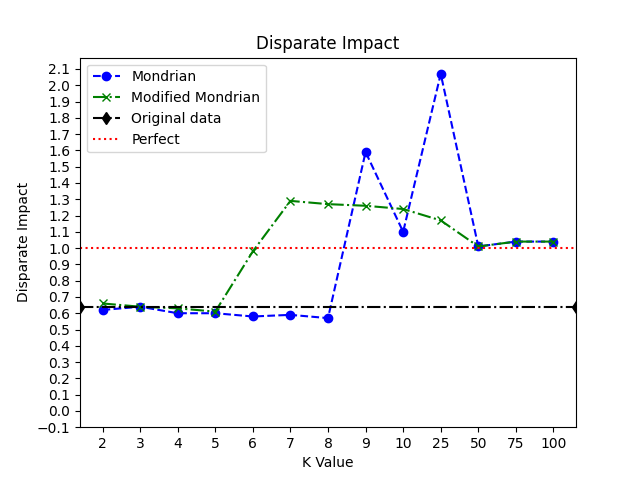 Disparate Impact
Mondrian
Modified Mondrian
Original data
Perfect
Disparate Impact
2.1
2.0
1.9
1.8
1.7
1.6
1.5
1.4
1.3
1.2
1.1
1.0
0.9
0.8
0.7
0.6
0.5
0.4
0.3
0.2
0.1
0.0
−0.1
2 3 4 5 6 7 8 9 10 25 50 75 100
K Value